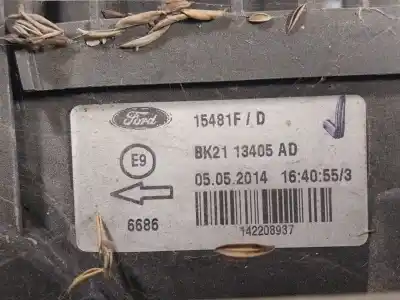 Ford 15481F / D
E9 BK21 13405 AD
05.05.2014 16:40:55/3
6686
142208937